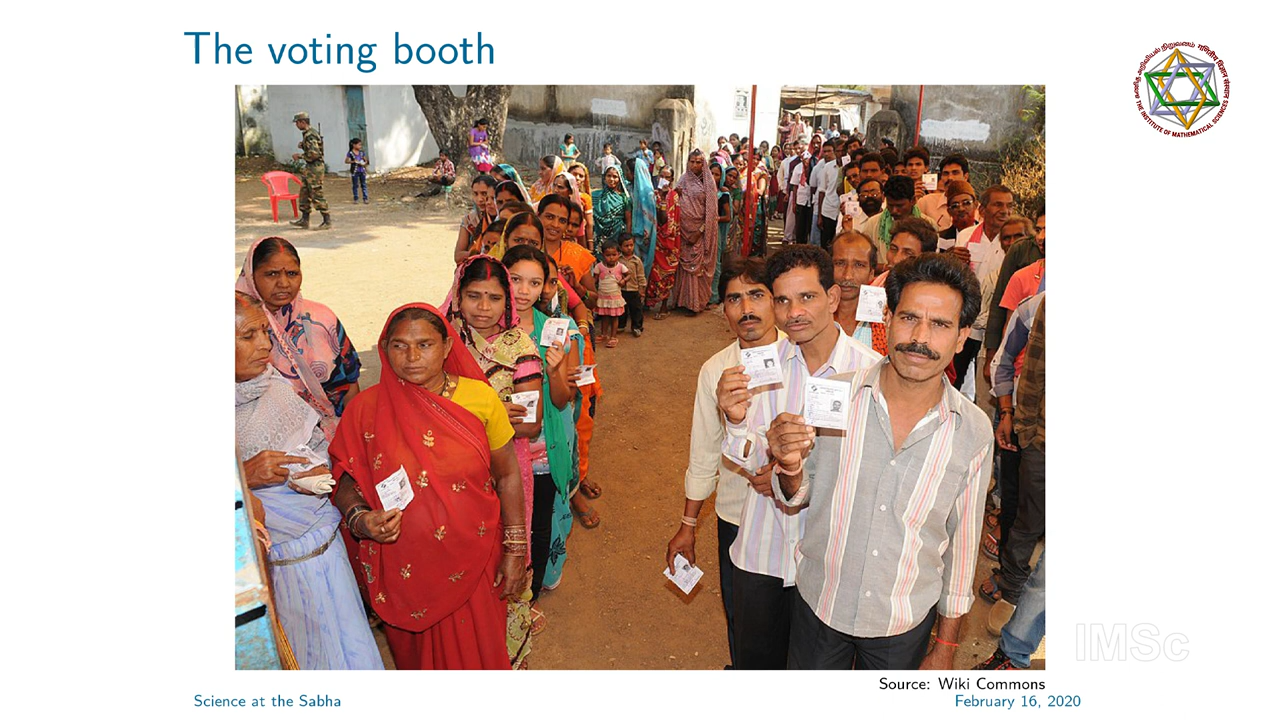 The voting booth
THE INSTITUTE OF MATHEMATICAL SCIENCES
IMSc
Source: Wiki Commons
Science at the Sabha
February 16, 2020